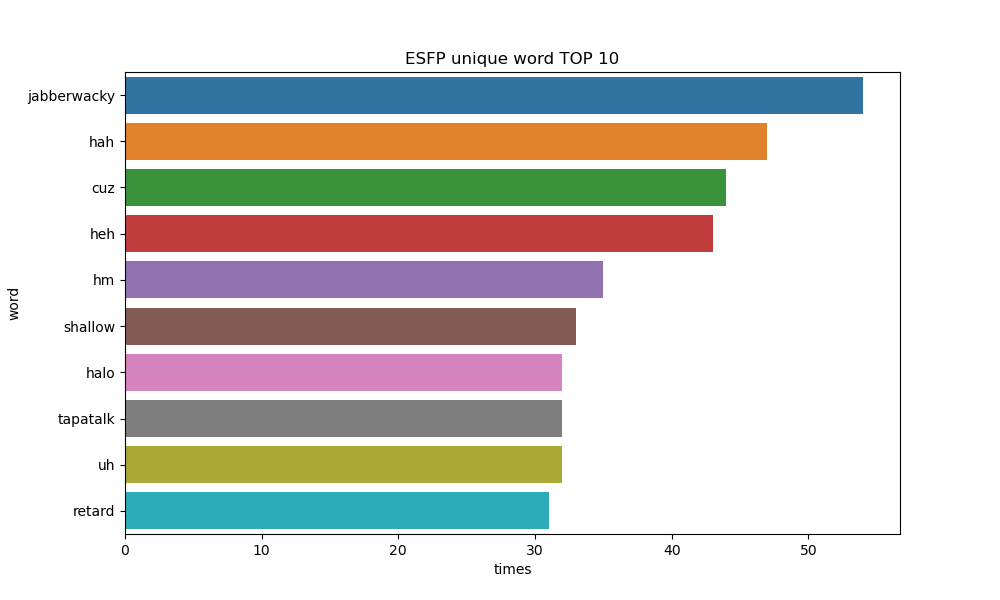 ESFP unique word TOP 10
jabberwacky
hah
cuz
heh
hm
shallow
halo
tapatalk
uh
retard
word
0 10 20 30 40 50
times